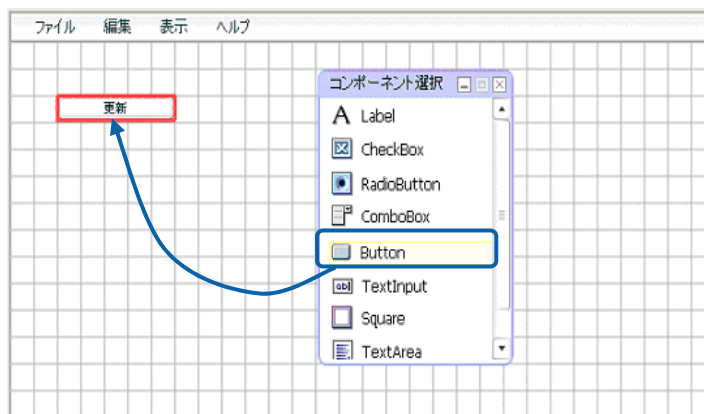 ファイル 編集 表示 ヘルプ
コンポーネント選択
更新
A Label
CheckBox
RadioButton
ComboBox
Button
abl TextInput
Square
TextArea